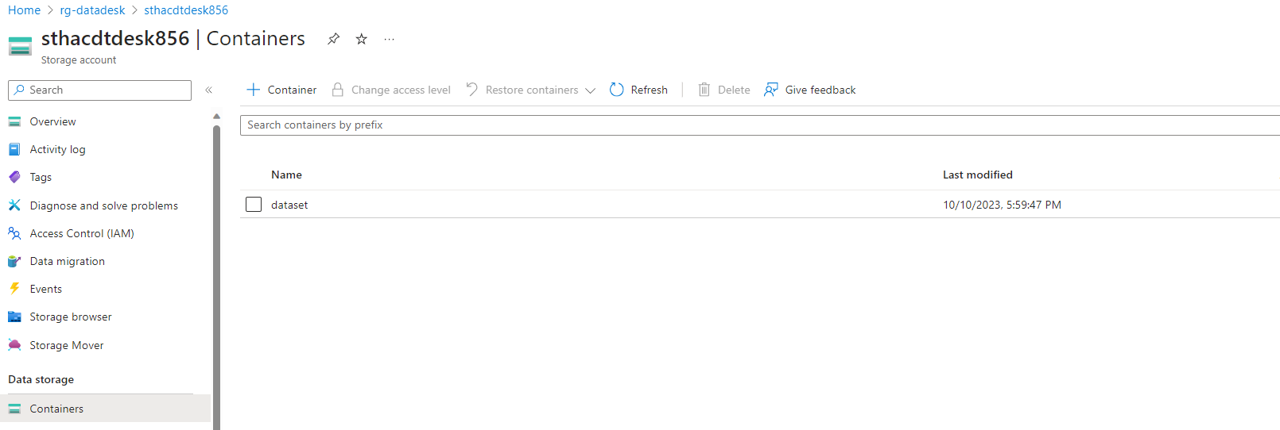 Home > rg-datadesk > sthacdtdesk856
sthacdtdesk856 | Containers ...
Storage account
Search «
+ Container Change access level Restore containers Refresh Delete Give feedback
Search containers by prefix
Overview
Activity log
Tags
Diagnose and solve problems
Access Control (IAM)
Data migration
Events
Storage browser
Storage Mover
Data storage
Containers
Name Last modified
dataset 10/10/2023, 5:59:47 PM